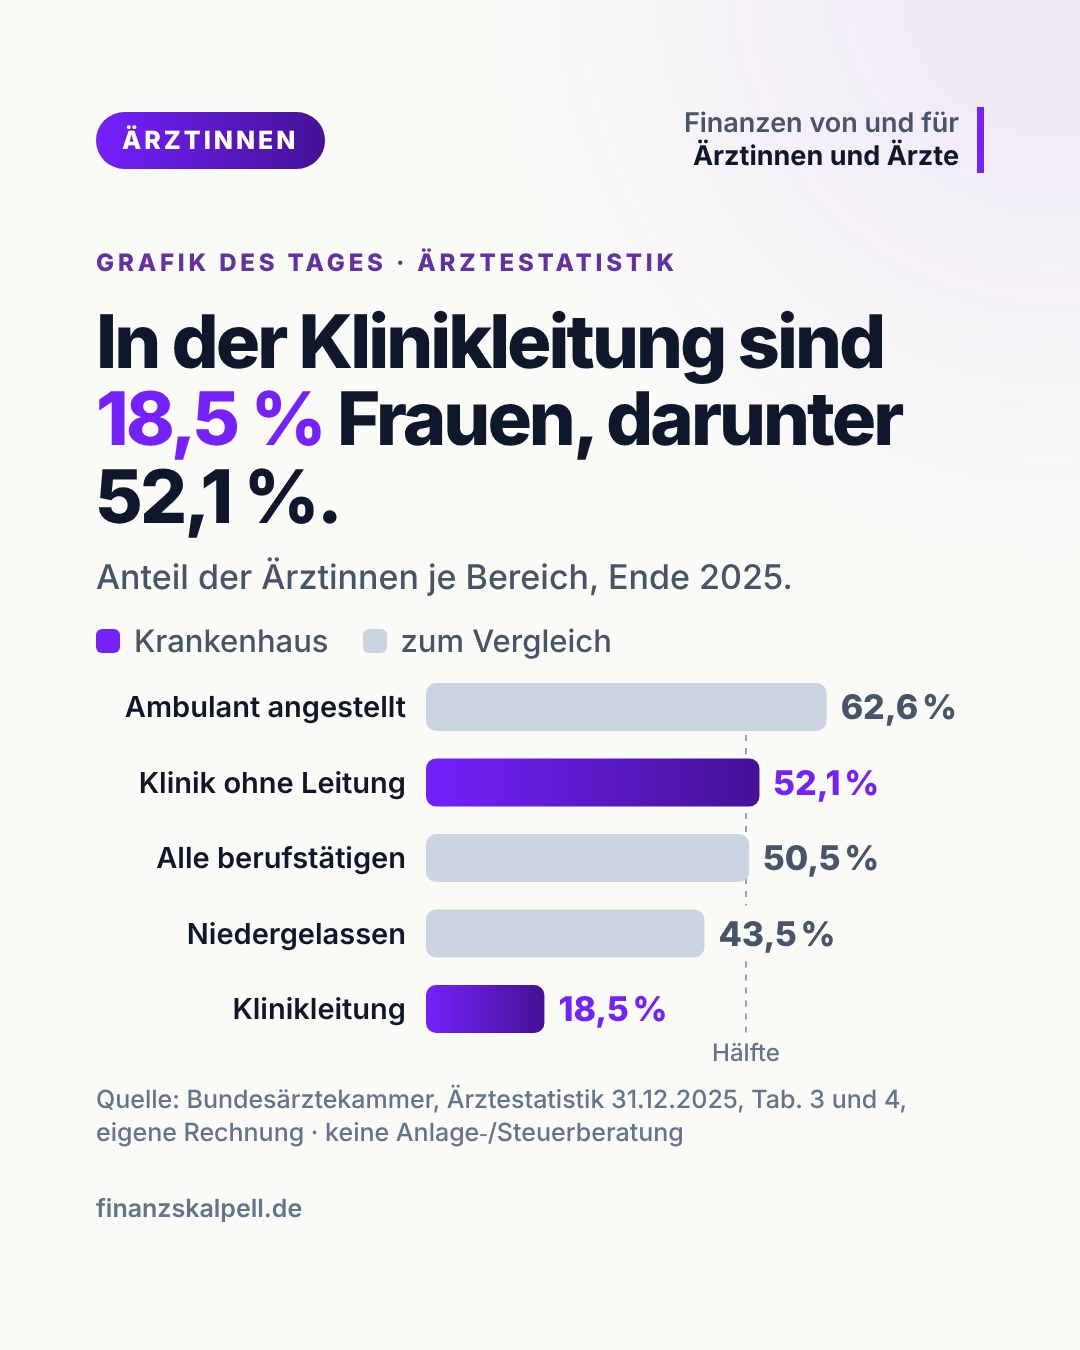 ÄRZTINNEN
Finanzen von und für
Ärztinnen und Ärzte
GRAFIK DES TAGES · ÄRZTESTATISTIK
In der Klinikleitung sind
18,5 % Frauen, darunter
52,1 %.
Anteil der Ärztinnen je Bereich, Ende 2025.
Krankenhaus zum Vergleich
Ambulant angestellt 62,6 %
Klinik ohne Leitung 52,1 %
Alle berufstätigen 50,5 %
Niedergelassen 43,5 %
Klinikleitung 18,5 %
Hälfte
Quelle: Bundesärztekammer, Ärztestatistik 31.12.2025, Tab. 3 und 4,
eigene Rechnung · keine Anlage-/Steuerberatung
finanzskalpell.de